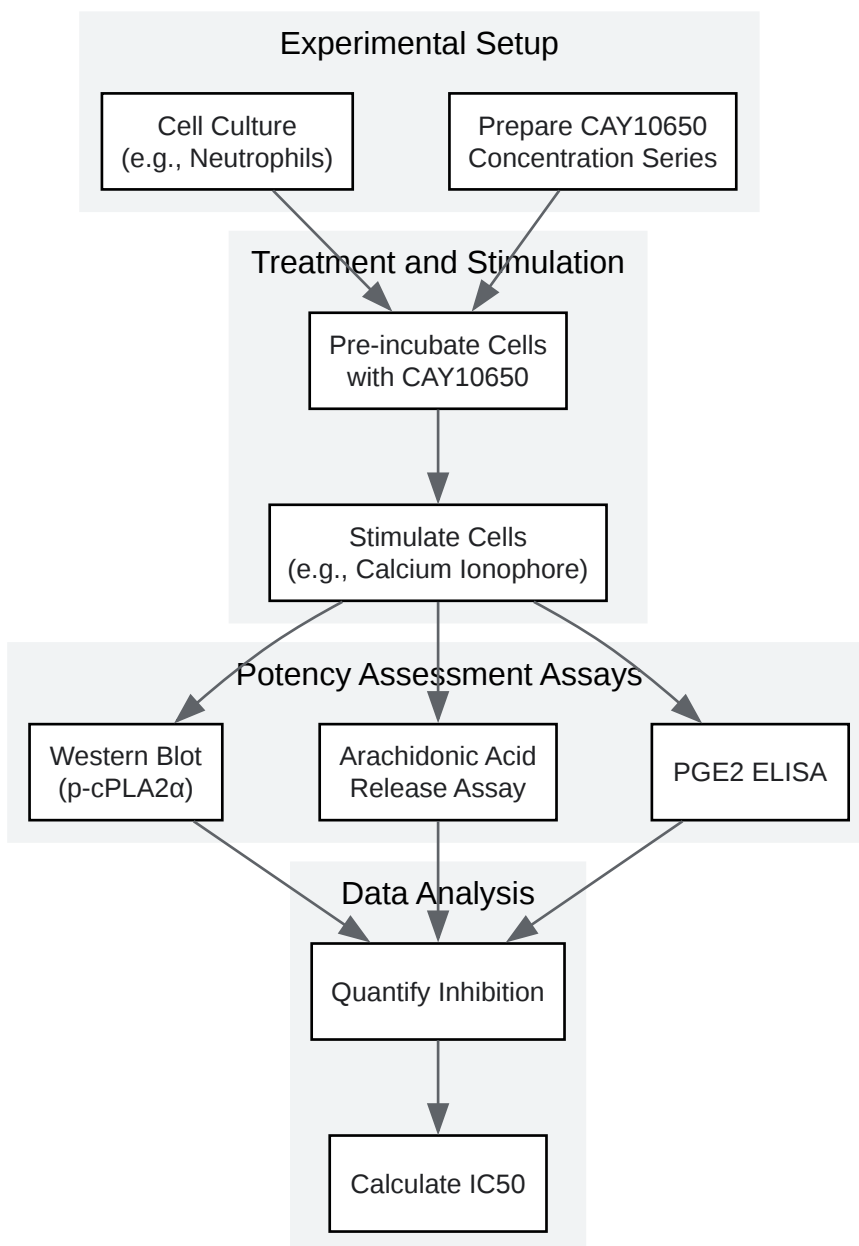 Experimental Setup
Cell Culture
(e.g., Neutrophils)
Prepare CAY10650
Concentration Series
Treatment and Stimulation
Pre-incubate Cells
with CAY10650
Stimulate Cells
(e.g., Calcium Ionophore)
Potency Assessment Assays
Western Blot
(p-cPLA2α)
Arachidonic Acid
Release Assay
PGE2 ELISA
Data Analysis
Quantify Inhibition
Calculate IC50